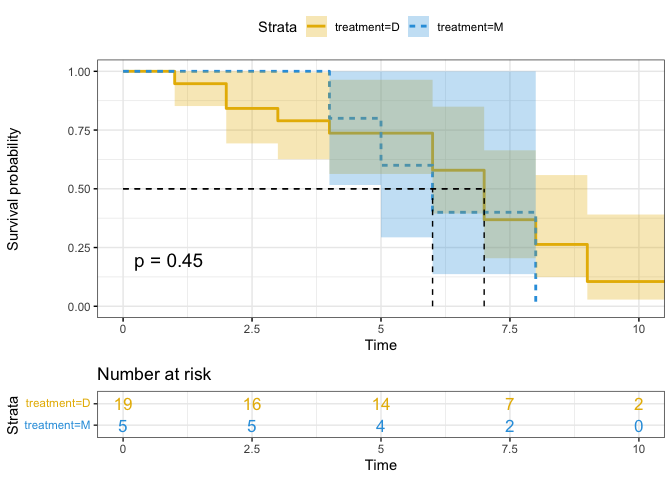 Strata treatment=D treatment=M
Survival probability
1.00
0.75
0.50
0.25
0.00
p = 0.45
0 2.5 5 7.5 10
Time
Number at risk
Strata
treatment=D 19 16 14 7 2
treatment=M 5 5 4 2 0
0 2.5 5 7.5 10
Time